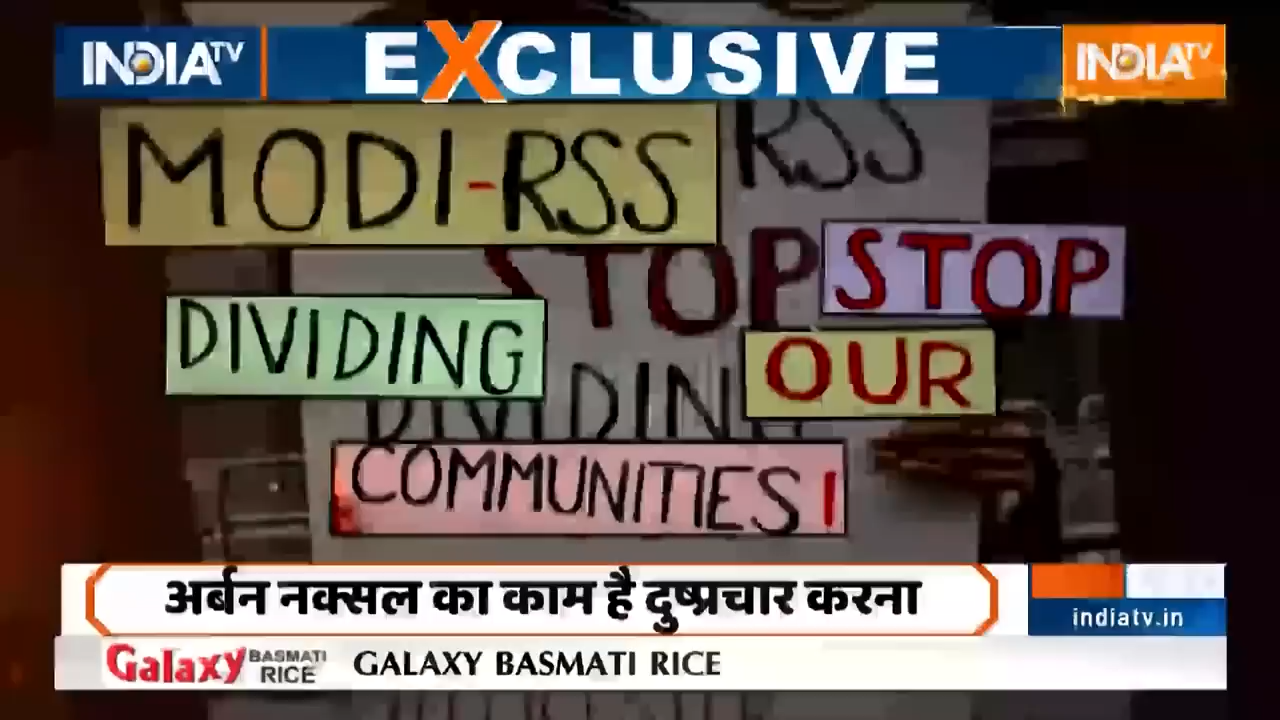 INDIA TV EXCLUSIVE INDIA TV
MODI-RSS RSS
STOP STOP
DIVIDING OUR
DIVIDING
COMMUNITIES!
अर्बन नक्सल का काम है दुष्प्रचार करना
indiatv.in
Galaxy BASMATI RICE GALAXY BASMATI RICE